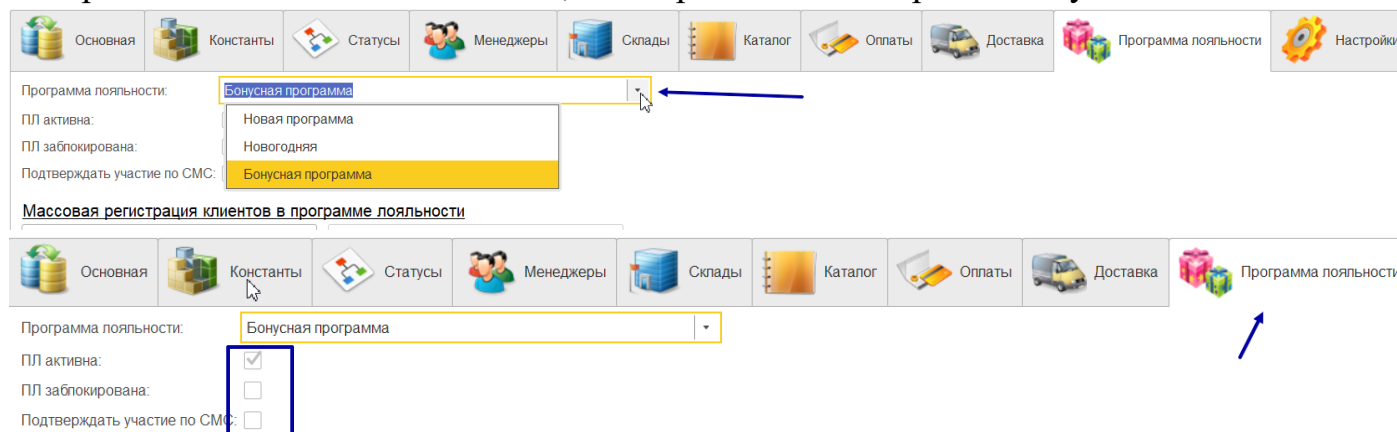 Основная Константы Статусы Менеджеры Склады Каталог Оплаты Доставка Программа лояльности Настройки
Программа лояльности: Бонусная программа
ПЛ активна:
Новая программа
ПЛ заблокирована:
Новогодняя
Подтверждать участие по СМС:
Бонусная программа
Массовая регистрация клиентов в программе лояльности
Основная Константы Статусы Менеджеры Склады Каталог Оплаты Доставка Программа лояльности
Программа лояльности: Бонусная программа
ПЛ активна:
ПЛ заблокирована:
Подтверждать участие по СМС: